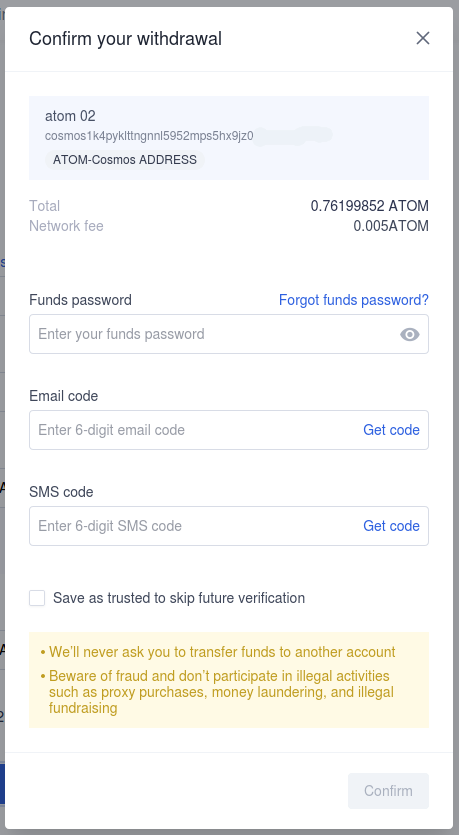 Confirm your withdrawal
atom 02
cosmos1k4pyklttngnnl5952mps5hx9jz0
ATOM-Cosmos ADDRESS
Total 0.76199852 ATOM
Network fee 0.005ATOM
Funds password Forgot funds password?
Enter your funds password
Email code
Enter 6-digit email code Get code
SMS code
Enter 6-digit SMS code Get code
Save as trusted to skip future verification
• We'll never ask you to transfer funds to another account
• Beware of fraud and don't participate in illegal activities
such as proxy purchases, money laundering, and illegal
fundraising
Confirm